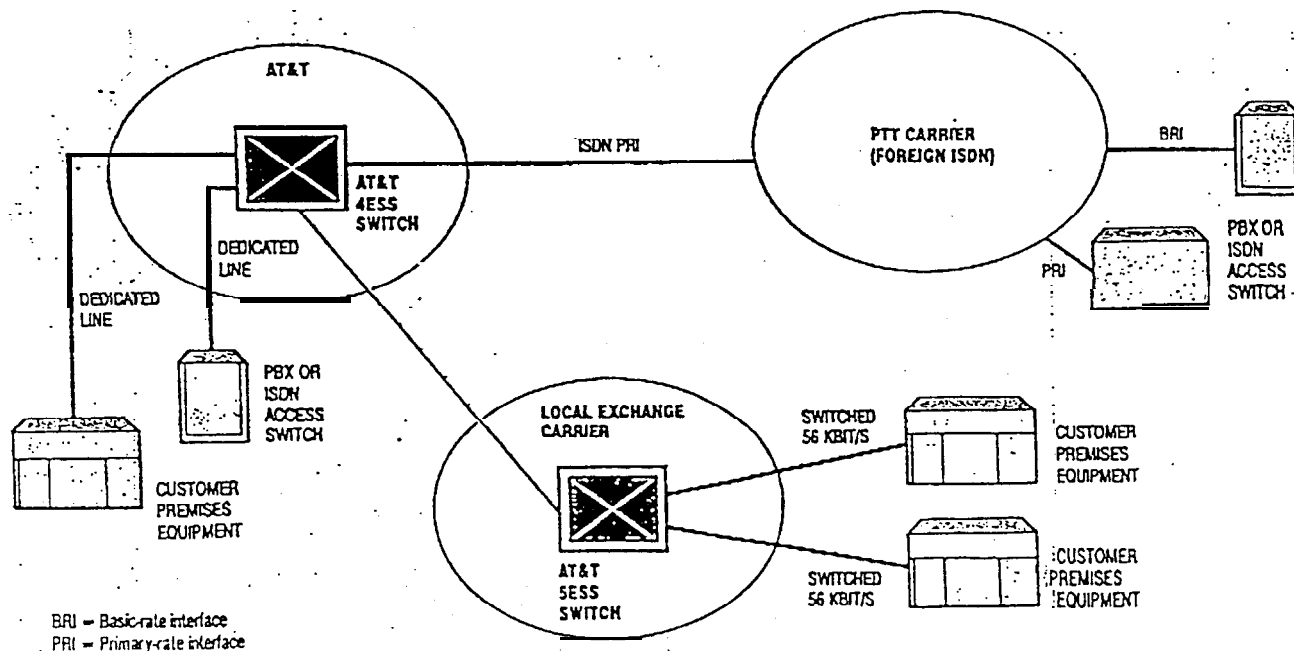 AT&T
AT&T
4ESS
SWITCH
ISDN PRI
PTT CARRIER
(FOREIGN ISDN)
BRI
PBX OR
ISDN
ACCESS
SWITCH
PRI
DEDICATED
LINE
DEDICATED
LINE
PBX OR
ISDN
ACCESS
SWITCH
CUSTOMER
PREMISES
EQUIPMENT
LOCAL EXCHANGE
CARRIER
AT&T
5ESS
SWITCH
SWITCHED
56 KBIT/S
CUSTOMER
PREMISES
EQUIPMENT
SWITCHED
56 KBIT/S
CUSTOMER
PREMISES
EQUIPMENT
BRI = Basic-rate interface
PRI = Primary-rate interface